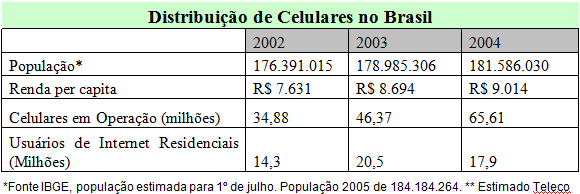 Distribuição de Celulares no Brasil
2002 2003 2004
População* 176.391.015 178.985.306 181.586.030
Renda per capita R$ 7.631 R$ 8.694 R$ 9.014
Celulares em Operação (milhões) 34,88 46,37 65,61
Usuários de Internet Residenciais
(Milhões) 14,3 20,5 17,9
*Fonte IBGE, população estimada para 1º de julho. População 2005 de 184.184.264. ** Estimado Teleco